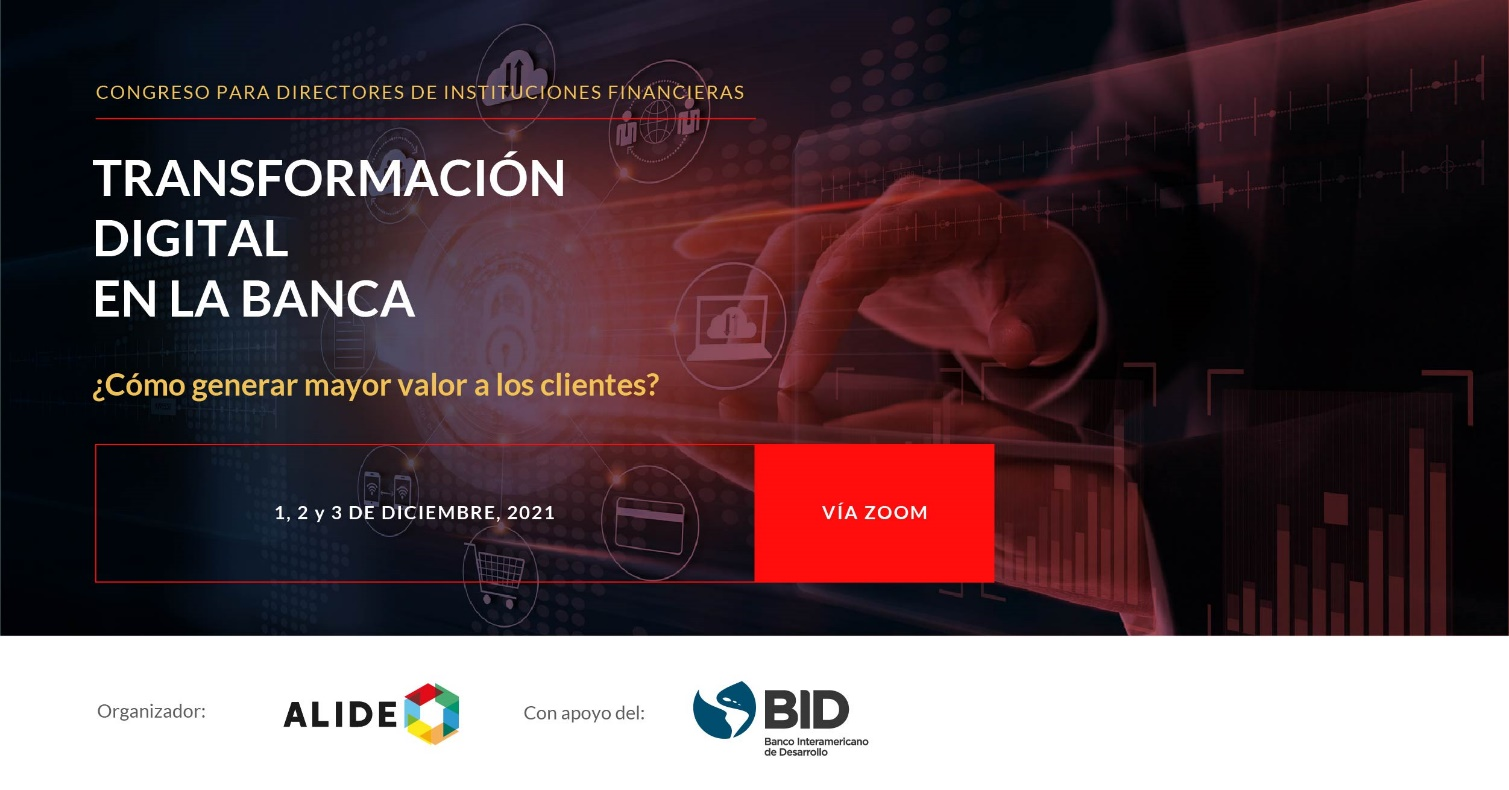 CONGRESO PARA DIRECTORES DE INSTITUCIONES FINANCIERAS
TRANSFORMACIÓN
DIGITAL
EN LA BANCA
¿Cómo generar mayor valor a los clientes?
1, 2 y 3 DE DICIEMBRE, 2021
VÍA ZOOM
Organizador:
ALIDE
Con apoyo del:
BID
Banco Interamericano
de Desarrollo